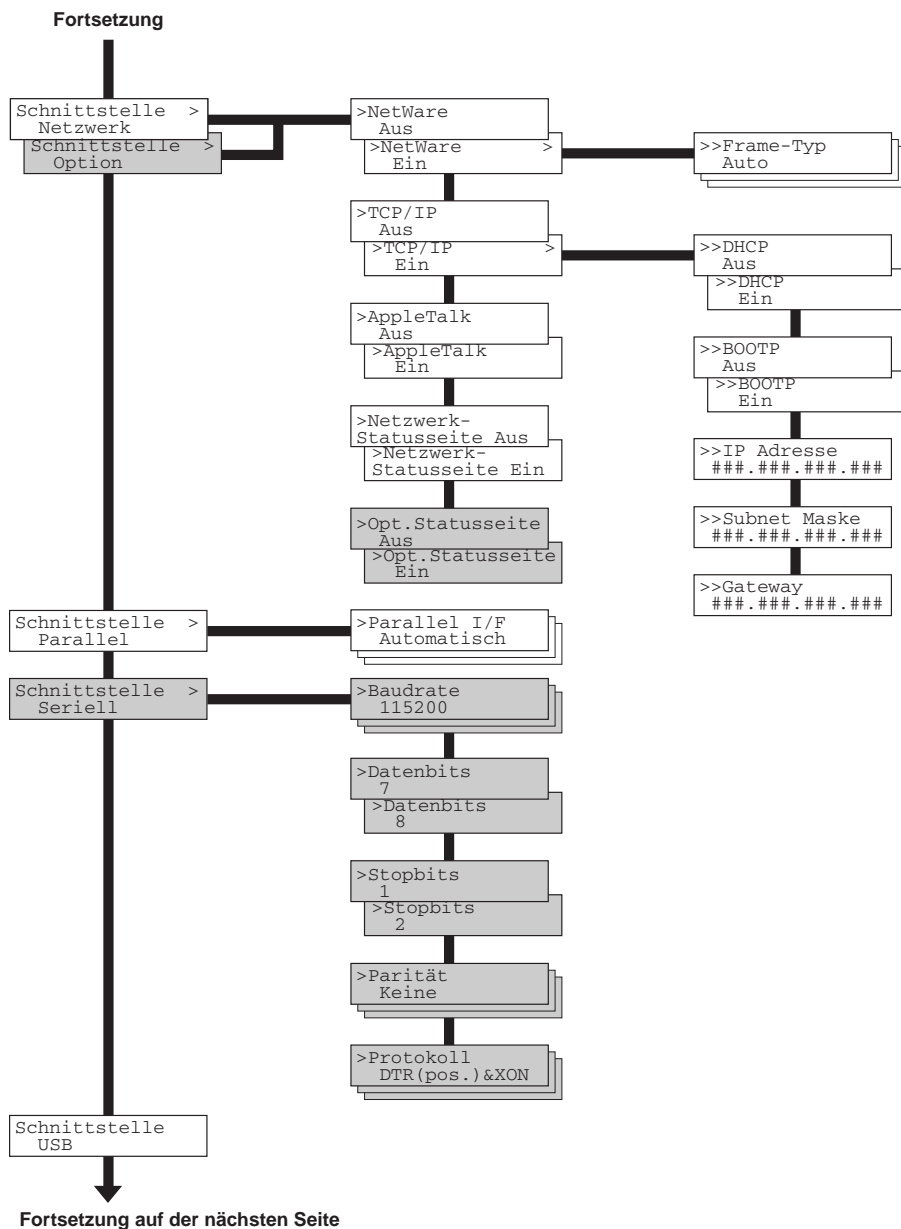 Fortsetzung
Schnittstelle >
Netzwerk
Schnittstelle >
Option
>NetWare
Aus
>NetWare >
Ein
>>Frame-Typ
Auto
>TCP/IP
Aus
>TCP/IP >
Ein
>>DHCP
Aus
>>DHCP
Ein
>>BOOTP
Aus
>>BOOTP
Ein
>>IP Adresse
###.###.###.###
>>Subnet Maske
###.###.###.###
>>Gateway
###.###.###.###
>AppleTalk
Aus
>AppleTalk
Ein
>Netzwerk-
Statusseite Aus
>Netzwerk-
Statusseite Ein
>Opt.Statusseite
Aus
>Opt.Statusseite
Ein
Schnittstelle >
Parallel
>Parallel I/F
Automatisch
Schnittstelle >
Seriell
>Baudrate
115200
>Datenbits
7
>Datenbits
8
>Stopbits
1
>Stopbits
2
>Parität
Keine
>Protokoll
DTR(pos.)&XON
Schnittstelle
USB
Fortsetzung auf der nächsten Seite